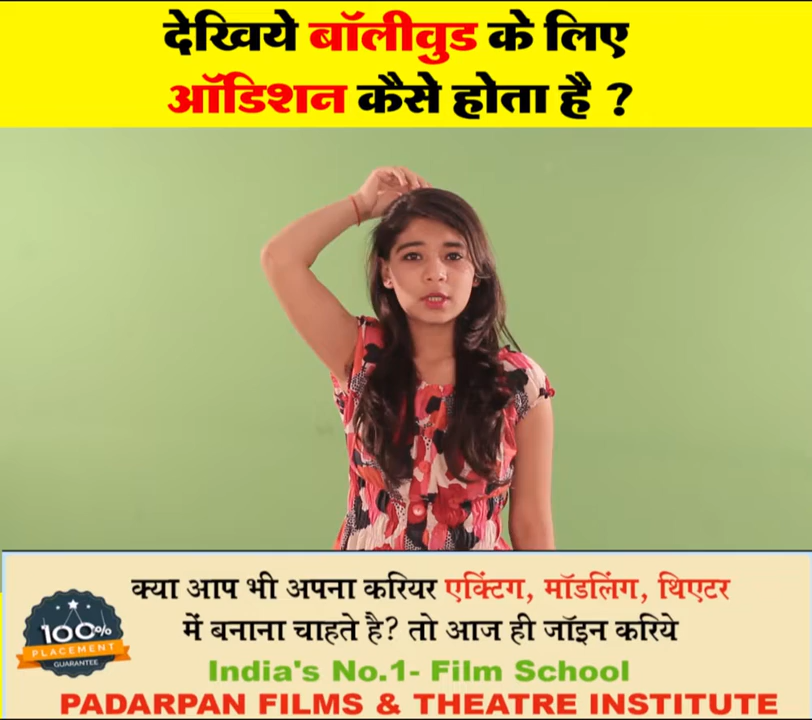 देखिये बॉलीवुड के लिए
ऑडिशन कैसे होता है ?
क्या आप भी अपना करियर एक्टिंग, मॉडलिंग, थिएटर
में बनाना चाहते है? तो आज ही जॉइन करिये
100%
PLACEMENT
GUARANTEE
India's No.1- Film School
PADARPAN FILMS & THEATRE INSTITUTE